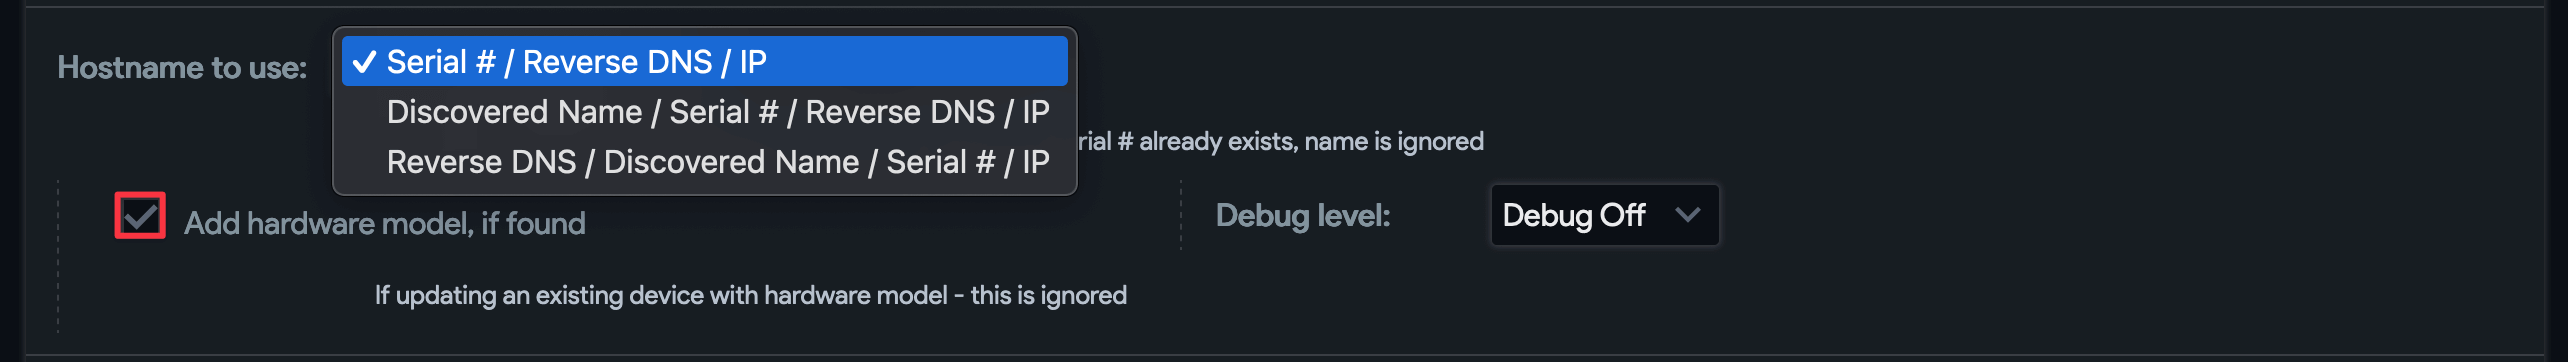 Hostname to use:
Serial # / Reverse DNS / IP
Discovered Name / Serial # / Reverse DNS / IP
Reverse DNS / Discovered Name / Serial # / IP
# already exists, name is ignored
Add hardware model, if found
Debug level:
Debug Off
If updating an existing device with hardware model - this is ignored